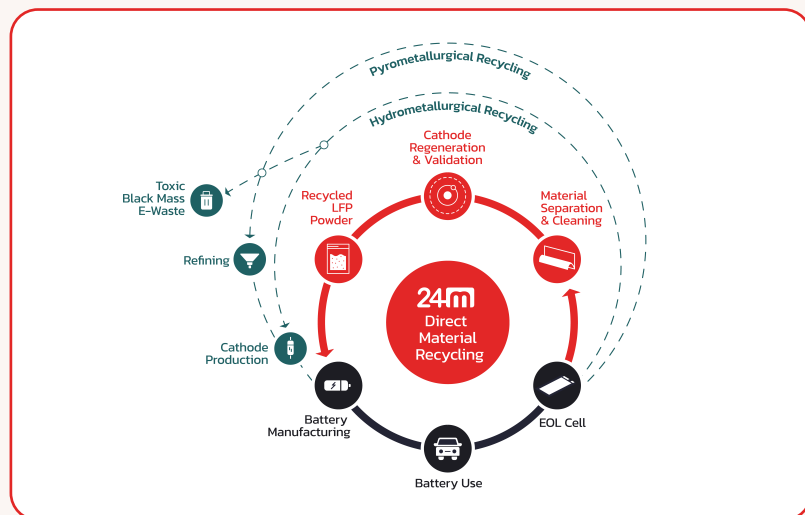 Pyrometallurgical Recycling
Hydrometallurgical Recycling
Cathode
Regeneration
& Validation
Toxic
Black Mass
E-Waste
Recycled
LFP
Powder
Material
Separation
& Cleaning
Refining
24m
Direct
Material
Recycling
Cathode
Production
Battery
Manufacturing
EOL Cell
Battery Use